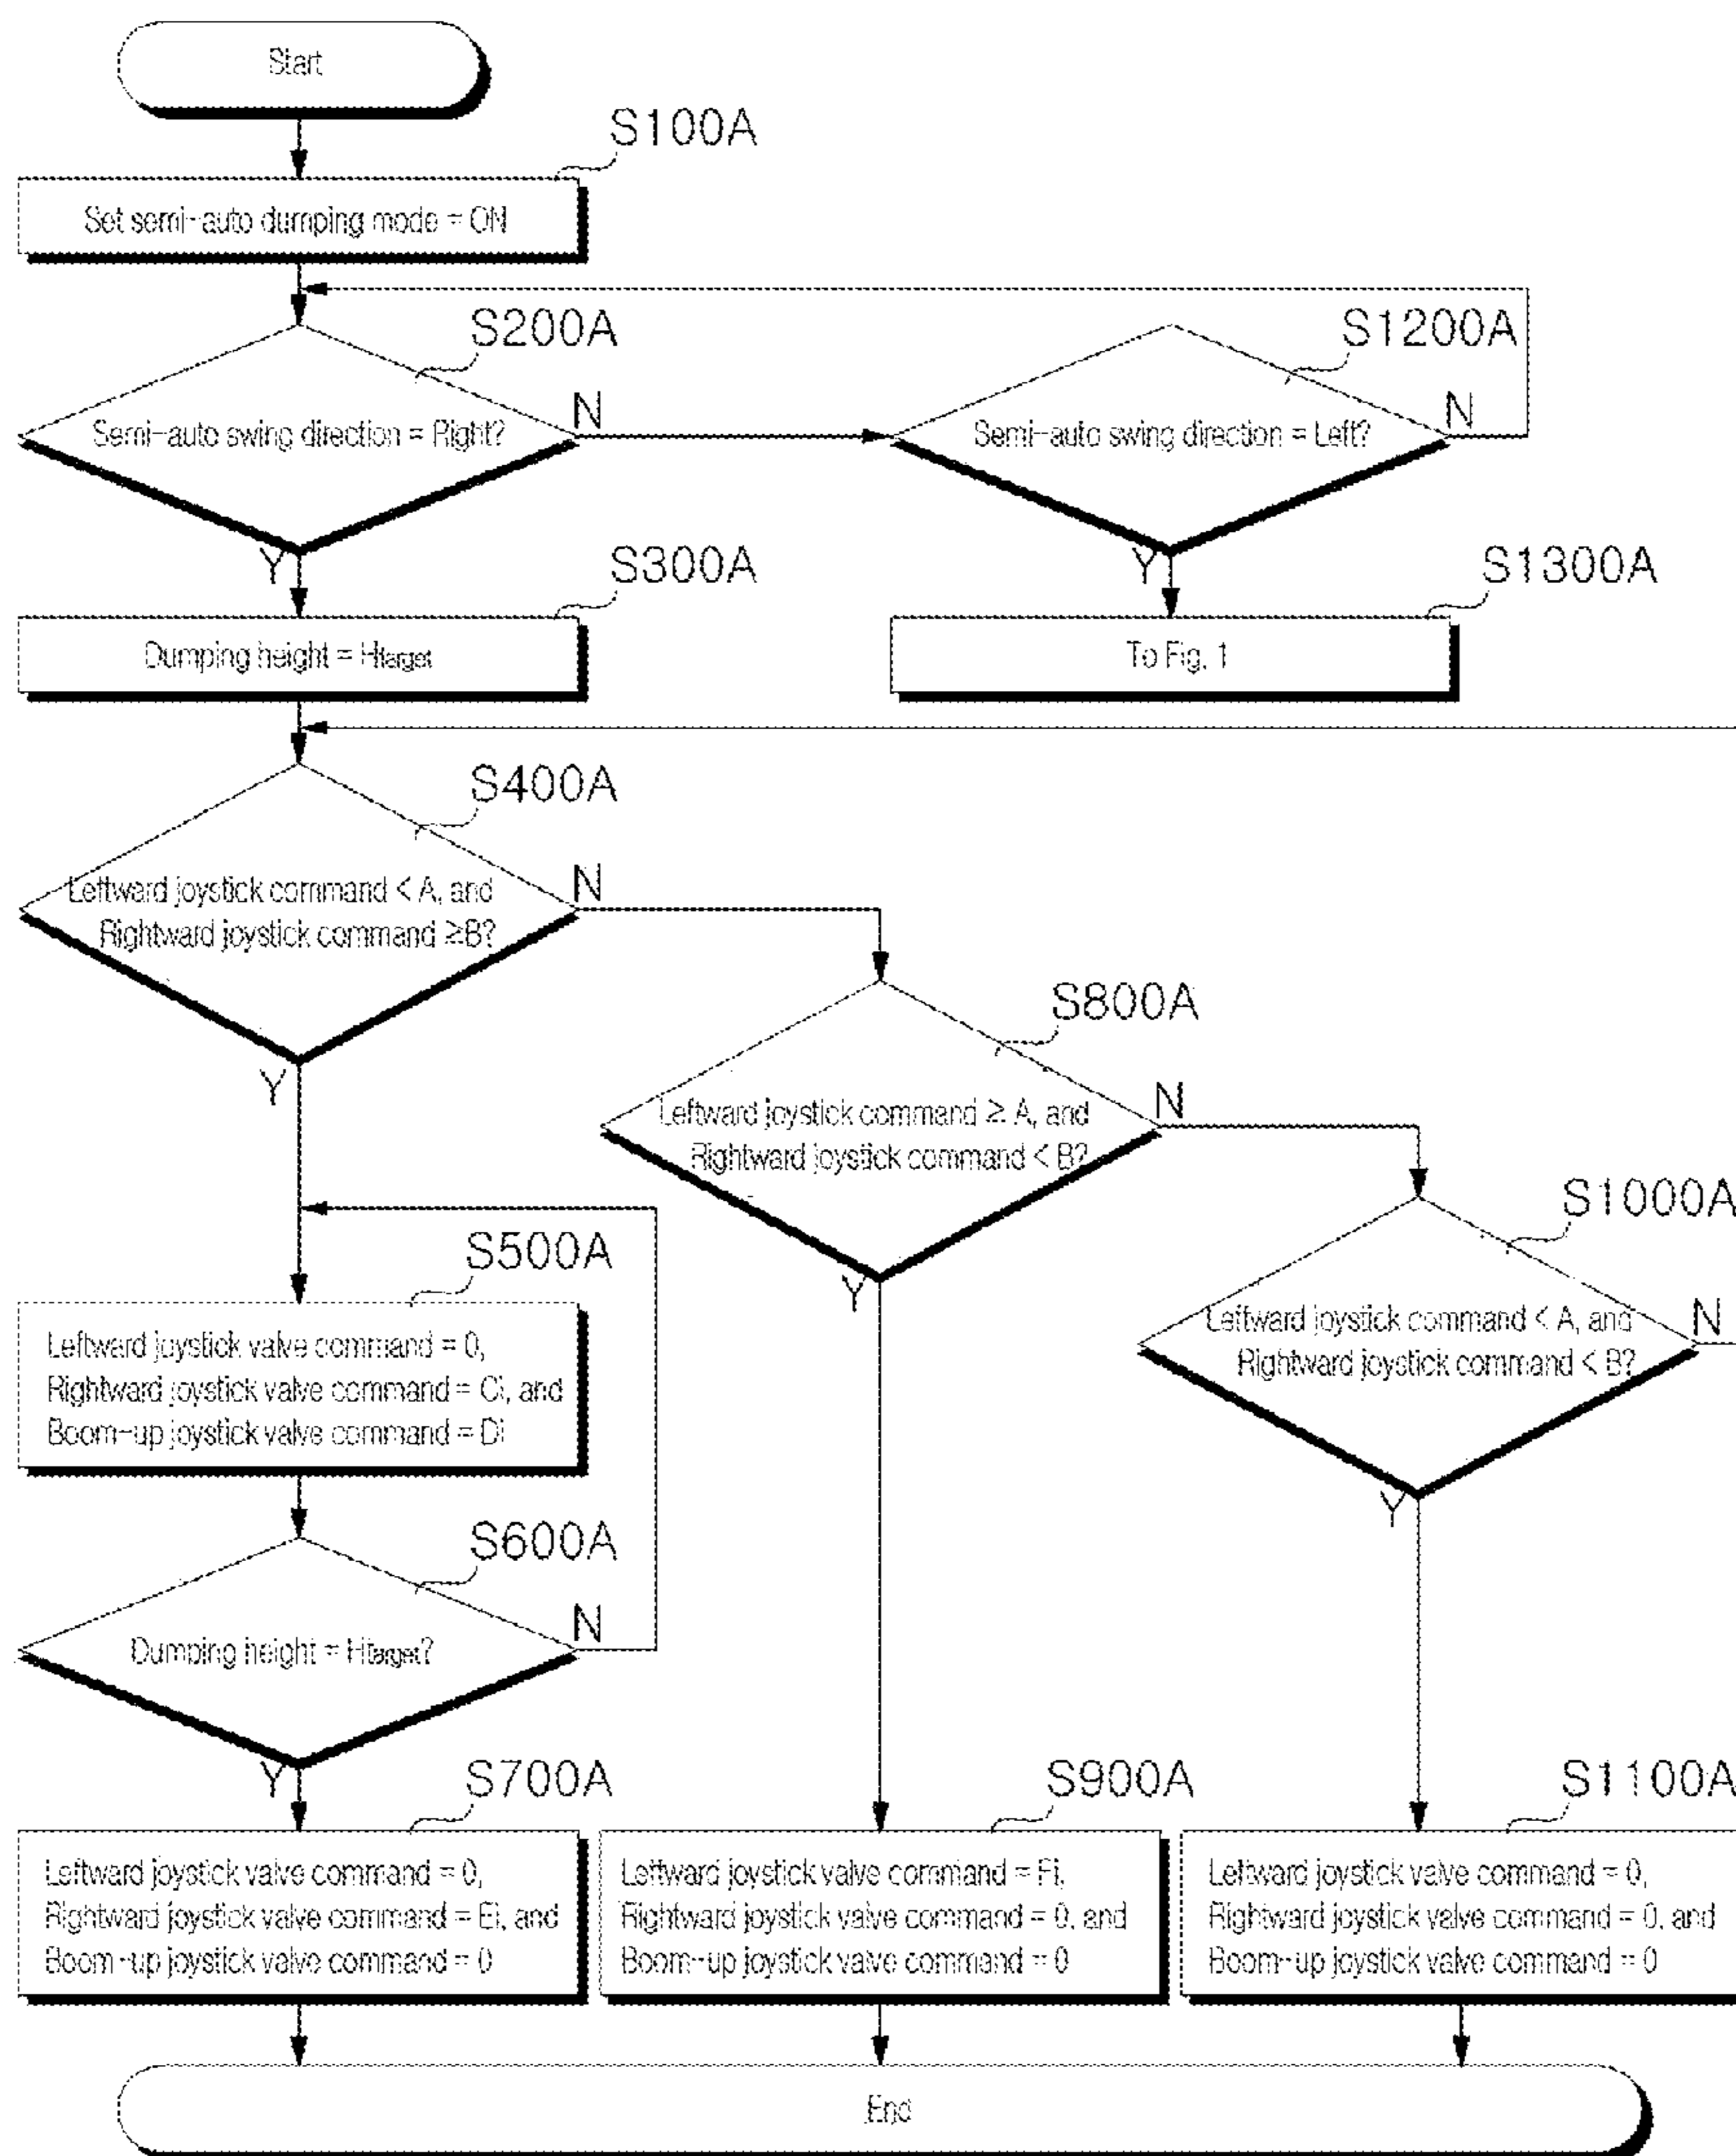 Start
S100A
Set semi-auto dumping mode = ON
S200A
Semi-auto swing direction = Right?
N
Y
S1200A
Semi-auto swing direction = Left?
N
Y
S300A
Dumping height = HTarget
S1300A
To Fig. 1
S400A
Leftward joystick command < A, and
Rightward joystick command ≥B?
N
Y
S800A
Leftward joystick command ≥ A, and
Rightward joystick command < B?
N
Y
S1000A
Leftward joystick command < A, and
Rightward joystick command < B?
N
Y
S500A
Leftward joystick valve command = 0,
Rightward joystick valve command = Ci, and
Boom-up joystick valve command = Di
S600A
Dumping height = HTarget?
N
Y
S700A
Leftward joystick valve command = 0,
Rightward joystick valve command = Ei, and
Boom-up joystick valve command = 0
S900A
Leftward joystick valve command = Fi,
Rightward joystick valve command = 0, and
Boom-up joystick valve command = 0
S1100A
Leftward joystick valve command = 0,
Rightward joystick valve command = 0, and
Boom-up joystick valve command = 0
End